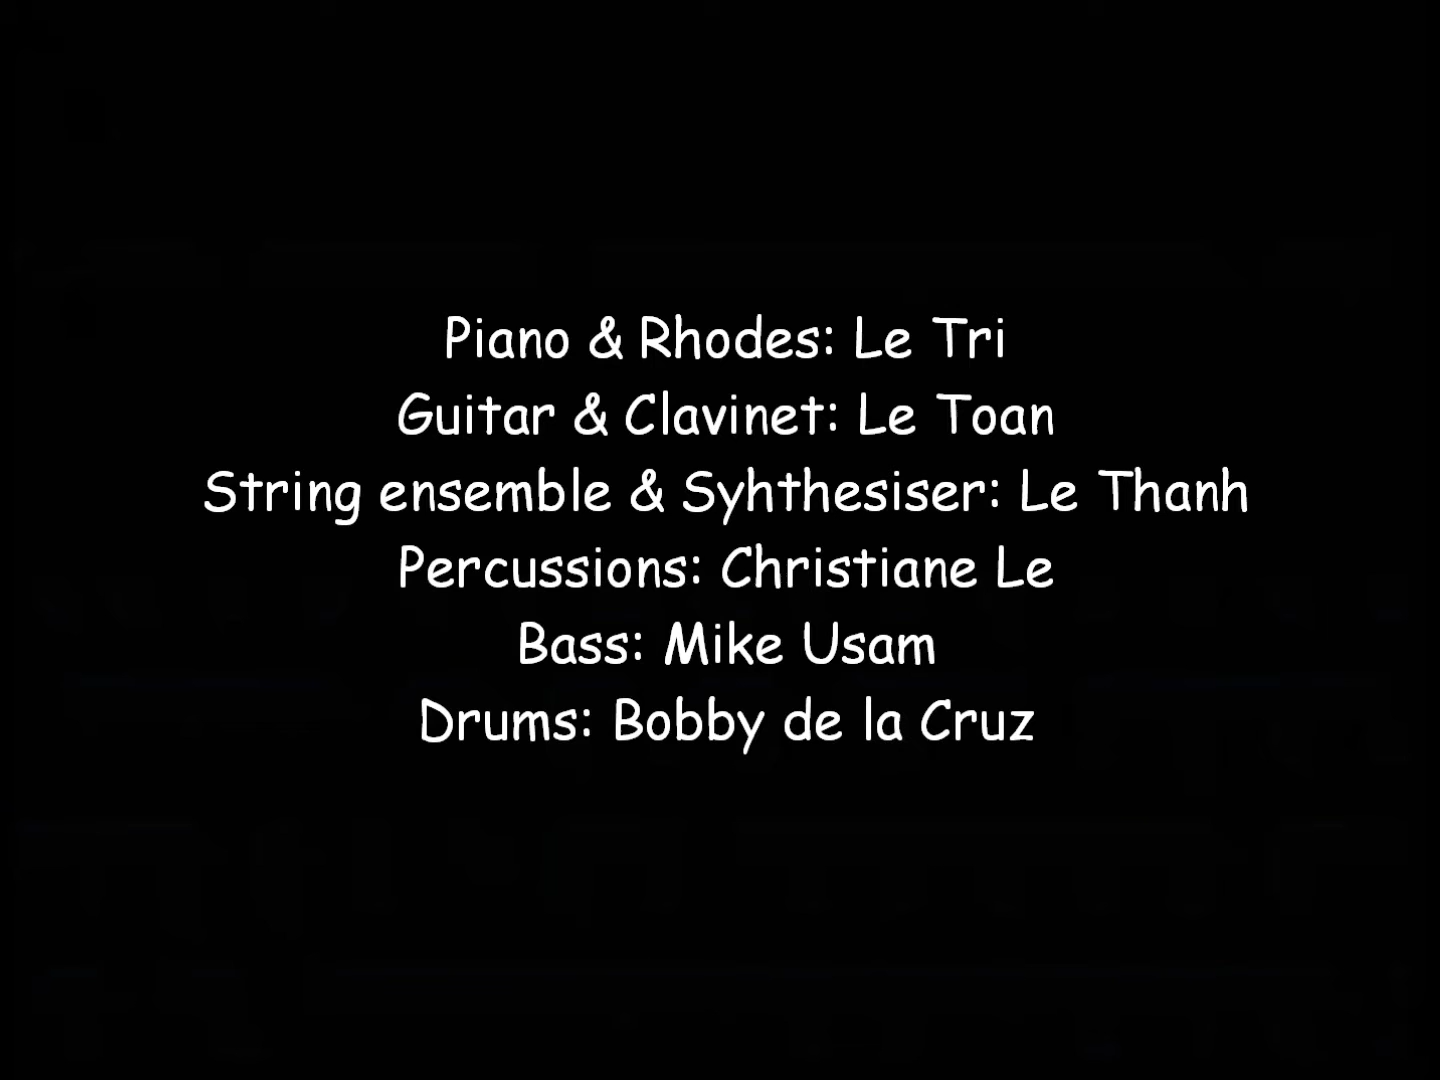 Piano & Rhodes: Le Tri
Guitar & Clavinet: Le Toan
String ensemble & Syhthesiser: Le Thanh
Percussions: Christiane Le
Bass: Mike Usam
Drums: Bobby de la Cruz